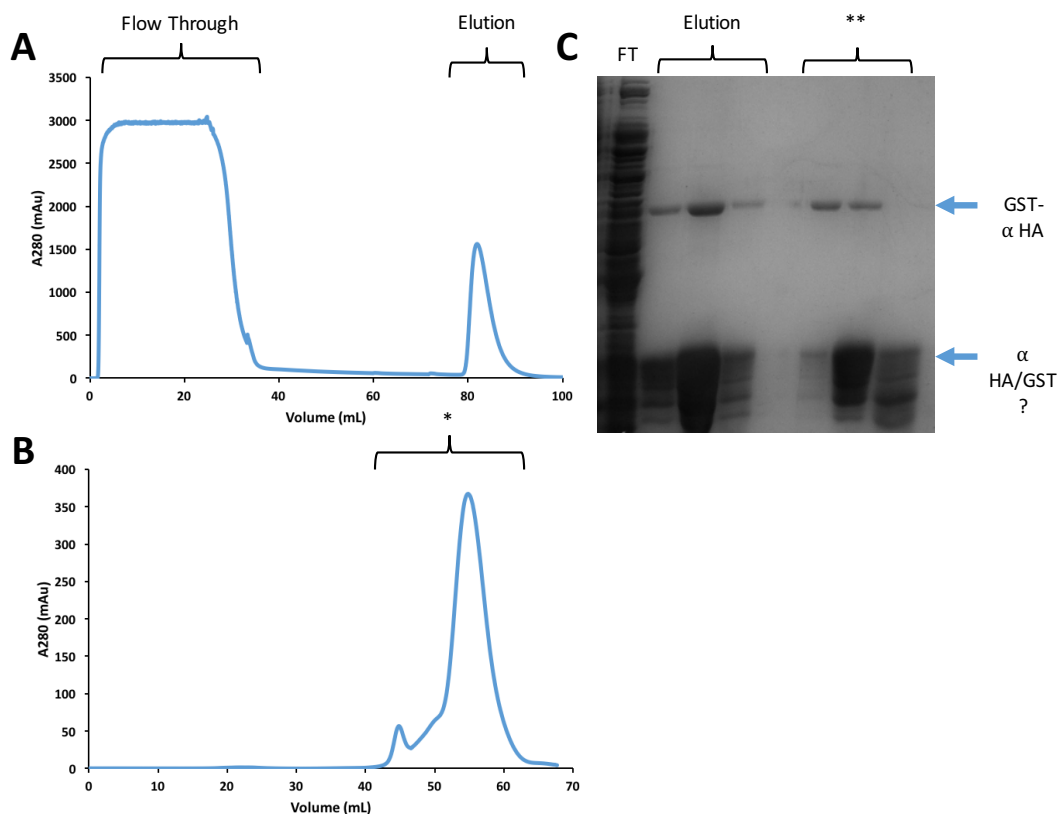 A
Flow Through
Elution
3500
3000
2500
2000
1500
1000
500
0
A280 (mAu)
0
20
40
60
80
100
Volume (mL)
B
*
400
350
300
250
200
150
100
50
0
A280 (mAu)
0
10
20
30
40
50
60
70
Volume (mL)
C
FT
Elution
**
GST-
α HA
α
HA/GST
?